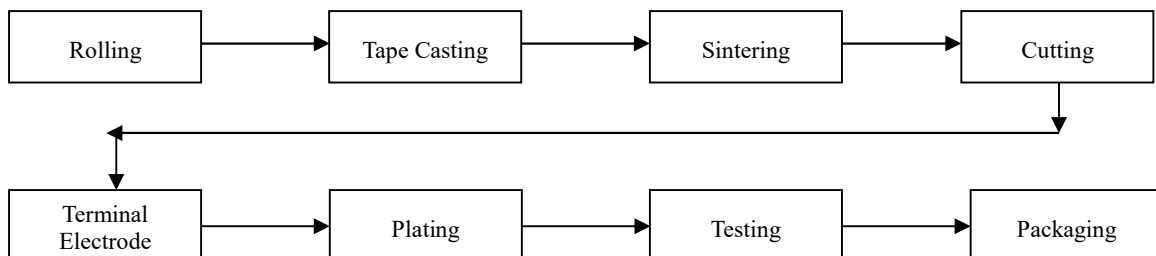 Rolling
Tape Casting
Sintering
Cutting
Terminal
Electrode
Plating
Testing
Packaging